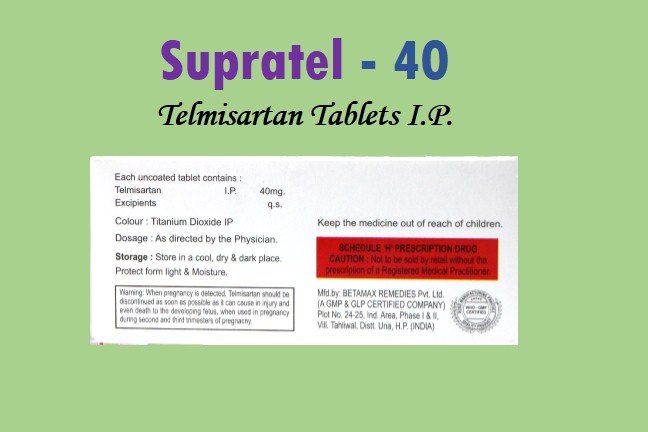 Supratel - 40
Telmisartan Tablets I.P.
Each uncoated tablet contains :
Telmisartan I.P. 40mg.
Excipients q.s.
Colour : Titanium Dioxide IP
Dosage : As directed by the Physician.
Storage : Store in a cool, dry & dark place.
Protect form light & Moisture.
Warning: When pregnancy is detected, Telmisartan should be
discontinued as soon as possible as it can cause in injury and
even death to the developing fetus, when used in pregnancy
during second and third trimesters of pregnacny.
Keep the medicine out of reach of children.
SCHEDULE 'H' PRESCRIPTION DRUG
CAUTION : Not to be sold by retail without the
prescription of a Registered Medical Practitioner.
Mfd.by: BETAMAX REMEDIES Pvt. Ltd.
(A GMP & GLP CERTIFIED COMPANY)
Plot No. 24-25, Ind. Area, Phase I & II,
Vill. Tahliwal, Distt. Una, H.P. (INDIA)
WHO - GMP
CERTIFIED